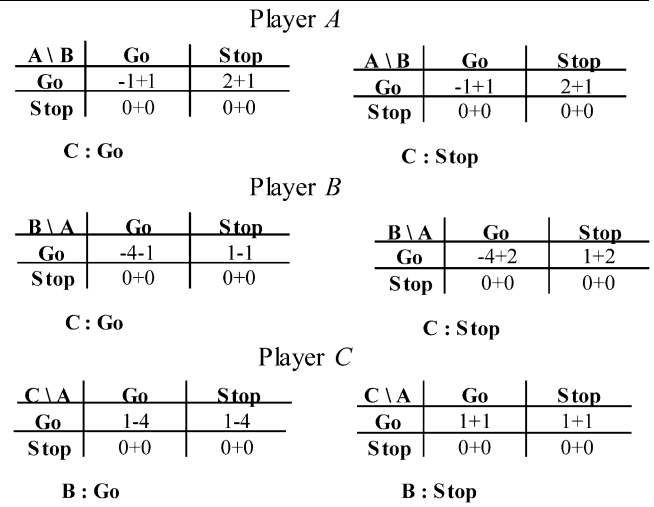 Player A
A \ B Go Stop
Go -1+1 2+1
Stop 0+0 0+0
C : Go
A \ B Go Stop
Go -1+1 2+1
Stop 0+0 0+0
C : Stop
Player B
B \ A Go Stop
Go -4-1 1-1
Stop 0+0 0+0
C : Go
B \ A Go Stop
Go -4+2 1+2
Stop 0+0 0+0
C : Stop
Player C
C \ A Go Stop
Go 1-4 1-4
Stop 0+0 0+0
B : Go
C \ A Go Stop
Go 1+1 1+1
Stop 0+0 0+0
B : Stop